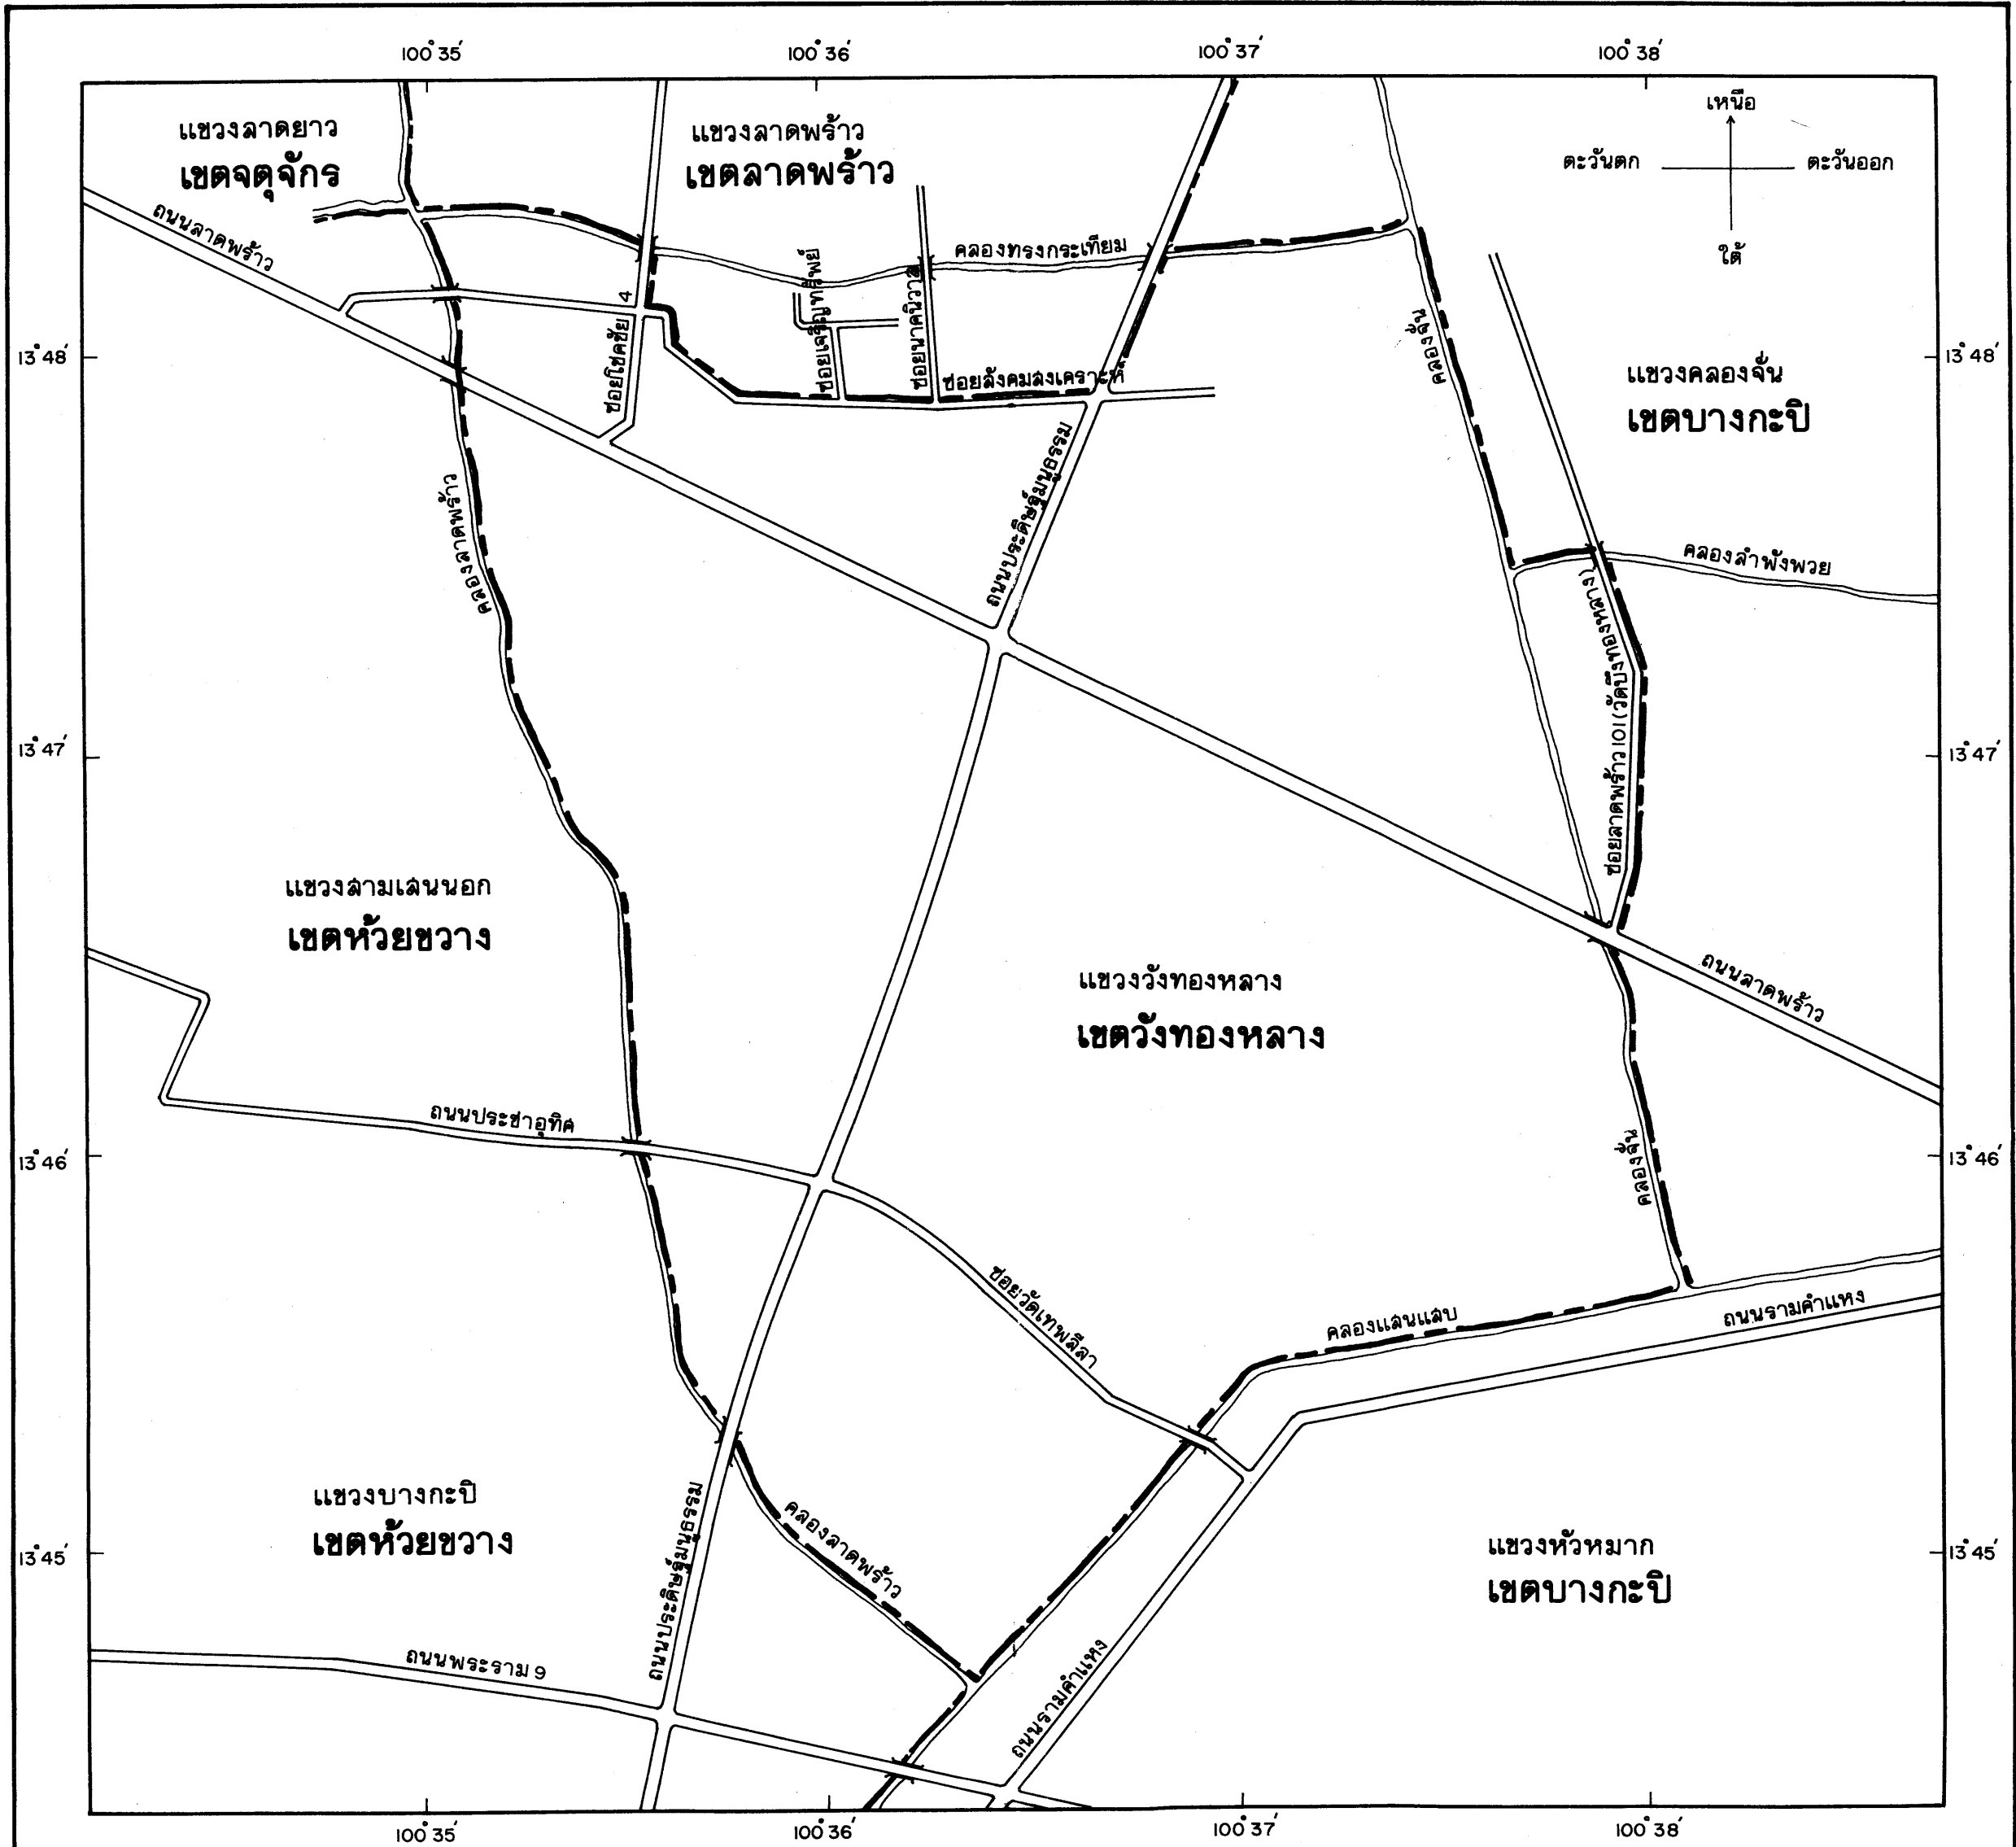 100°35′
100°36′
100°37′
100°38′
แขวงลาดยาว
เขตจตุจักร
แขวงลาดพร้าว
เขตลาดพร้าว
เหนือ
ตะวันตก
ตะวันออก
ใต้
ถนนลาดพร้าว
คลองทรงกระเทียม
ซอยโชคชัย 4
ซอยนาคนิวาส
ซอยสังคมสงเคราะห์
คลองจั่น
13°48′
13°48′
แขวงคลองจั่น
เขตบางกะปิ
คลองลาดพร้าว
ถนนประดิษฐ์มนูธรรม
คลองลำพังพวย
ซอยลาดพร้าว 101 (วัดบึงทองหลาง)
13°47′
13°47′
แขวงสามเสนนอก
เขตห้วยขวาง
แขวงวังทองหลาง
เขตวังทองหลาง
ถนนลาดพร้าว
ถนนประชาอุทิศ
13°46′
13°46′
คลองจั่น
ซอยวัดเทพลีลา
คลองแสนแสบ
ถนนรามคำแหง
แขวงบางกะปิ
เขตห้วยขวาง
คลองลาดพร้าว
ถนนประดิษฐ์มนูธรรม
13°45′
13°45′
แขวงหัวหมาก
เขตบางกะปิ
ถนนพระราม 9
ถนนรามคำแหง
100°35′
100°36′
100°37′
100°38′